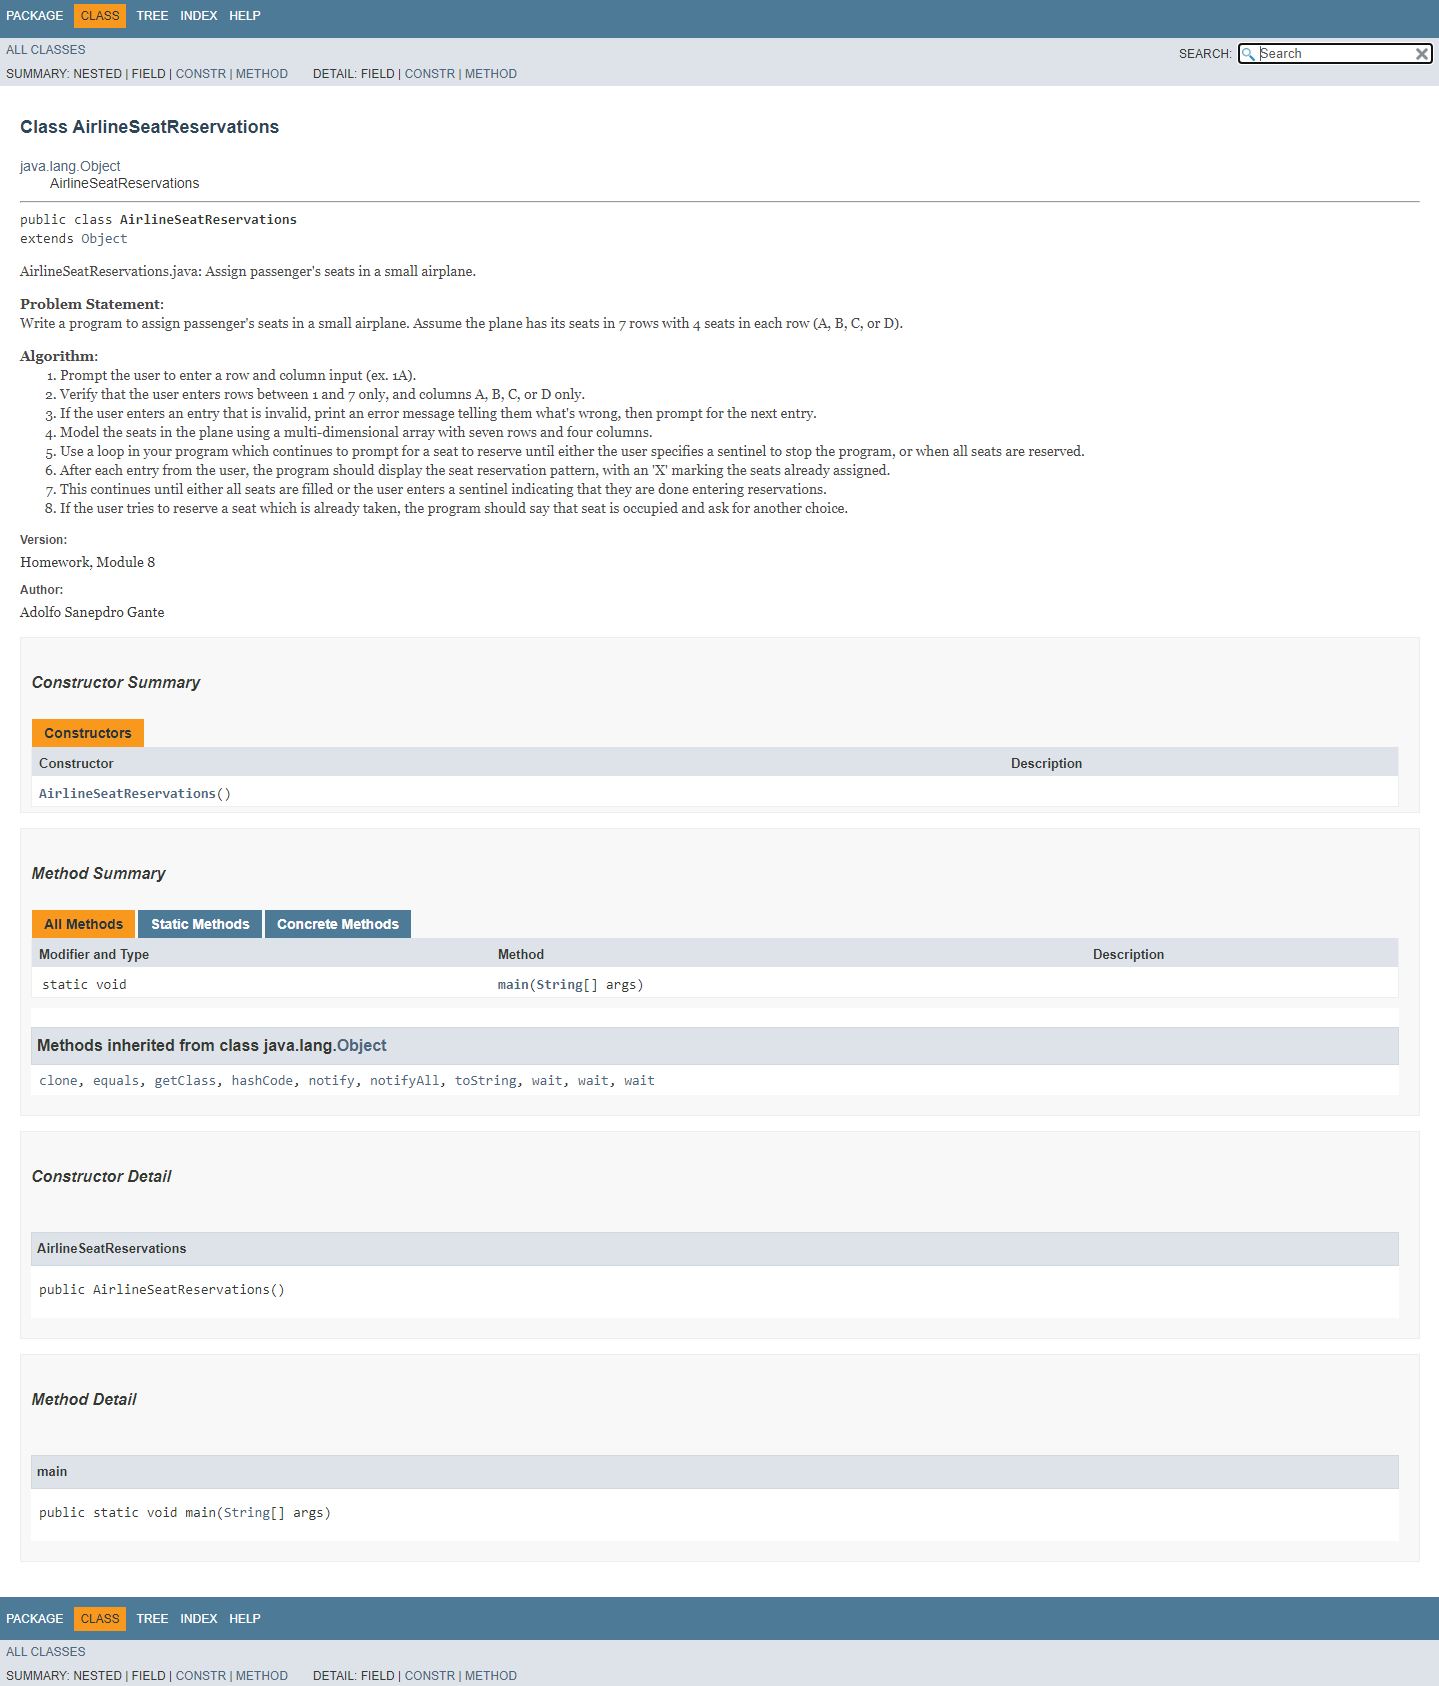 PACKAGE CLASS TREE INDEX HELP
ALL CLASSES
SEARCH: Search
SUMMARY: NESTED | FIELD | CONSTR | METHOD DETAIL: FIELD | CONSTR | METHOD
Class AirlineSeatReservations
java.lang.Object
AirlineSeatReservations
public class AirlineSeatReservations
extends Object
AirlineSeatReservations.java: Assign passenger's seats in a small airplane.
Problem Statement:
Write a program to assign passenger's seats in a small airplane. Assume the plane has its seats in 7 rows with 4 seats in each row (A, B, C, or D).
Algorithm:
1. Prompt the user to enter a row and column input (ex. 1A).
2. Verify that the user enters rows between 1 and 7 only, and columns A, B, C, or D only.
3. If the user enters an entry that is invalid, print an error message telling them what's wrong, then prompt for the next entry.
4. Model the seats in the plane using a multi-dimensional array with seven rows and four columns.
5. Use a loop in your program which continues to prompt for a seat to reserve until either the user specifies a sentinel to stop the program, or when all seats are reserved.
6. After each entry from the user, the program should display the seat reservation pattern, with an 'X' marking the seats already assigned.
7. This continues until either all seats are filled or the user enters a sentinel indicating that they are done entering reservations.
8. If the user tries to reserve a seat which is already taken, the program should say that seat is occupied and ask for another choice.
Version:
Homework, Module 8
Author:
Adolfo Sanepdro Gante
Constructor Summary
Constructors
Constructor Description
AirlineSeatReservations()
Method Summary
All Methods Static Methods Concrete Methods
Modifier and Type Method Description
static void main(String[] args)
Methods inherited from class java.lang.Object
clone, equals, getClass, hashCode, notify, notifyAll, toString, wait, wait, wait
Constructor Detail
AirlineSeatReservations
public AirlineSeatReservations()
Method Detail
main
public static void main(String[] args)
PACKAGE CLASS TREE INDEX HELP
ALL CLASSES
SUMMARY: NESTED | FIELD | CONSTR | METHOD DETAIL: FIELD | CONSTR | METHOD